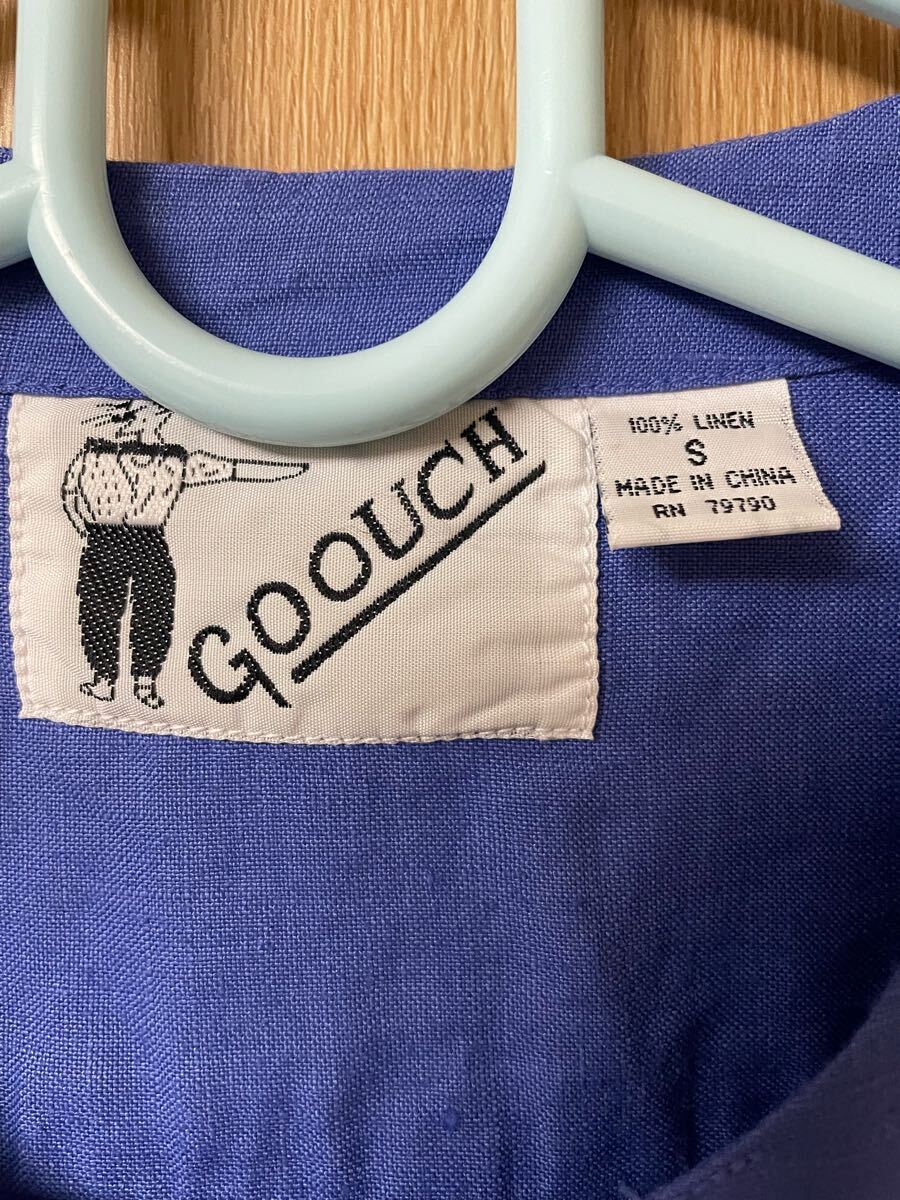 GOOUCH
100% LINEN
S
MADE IN CHINA
RN 79790